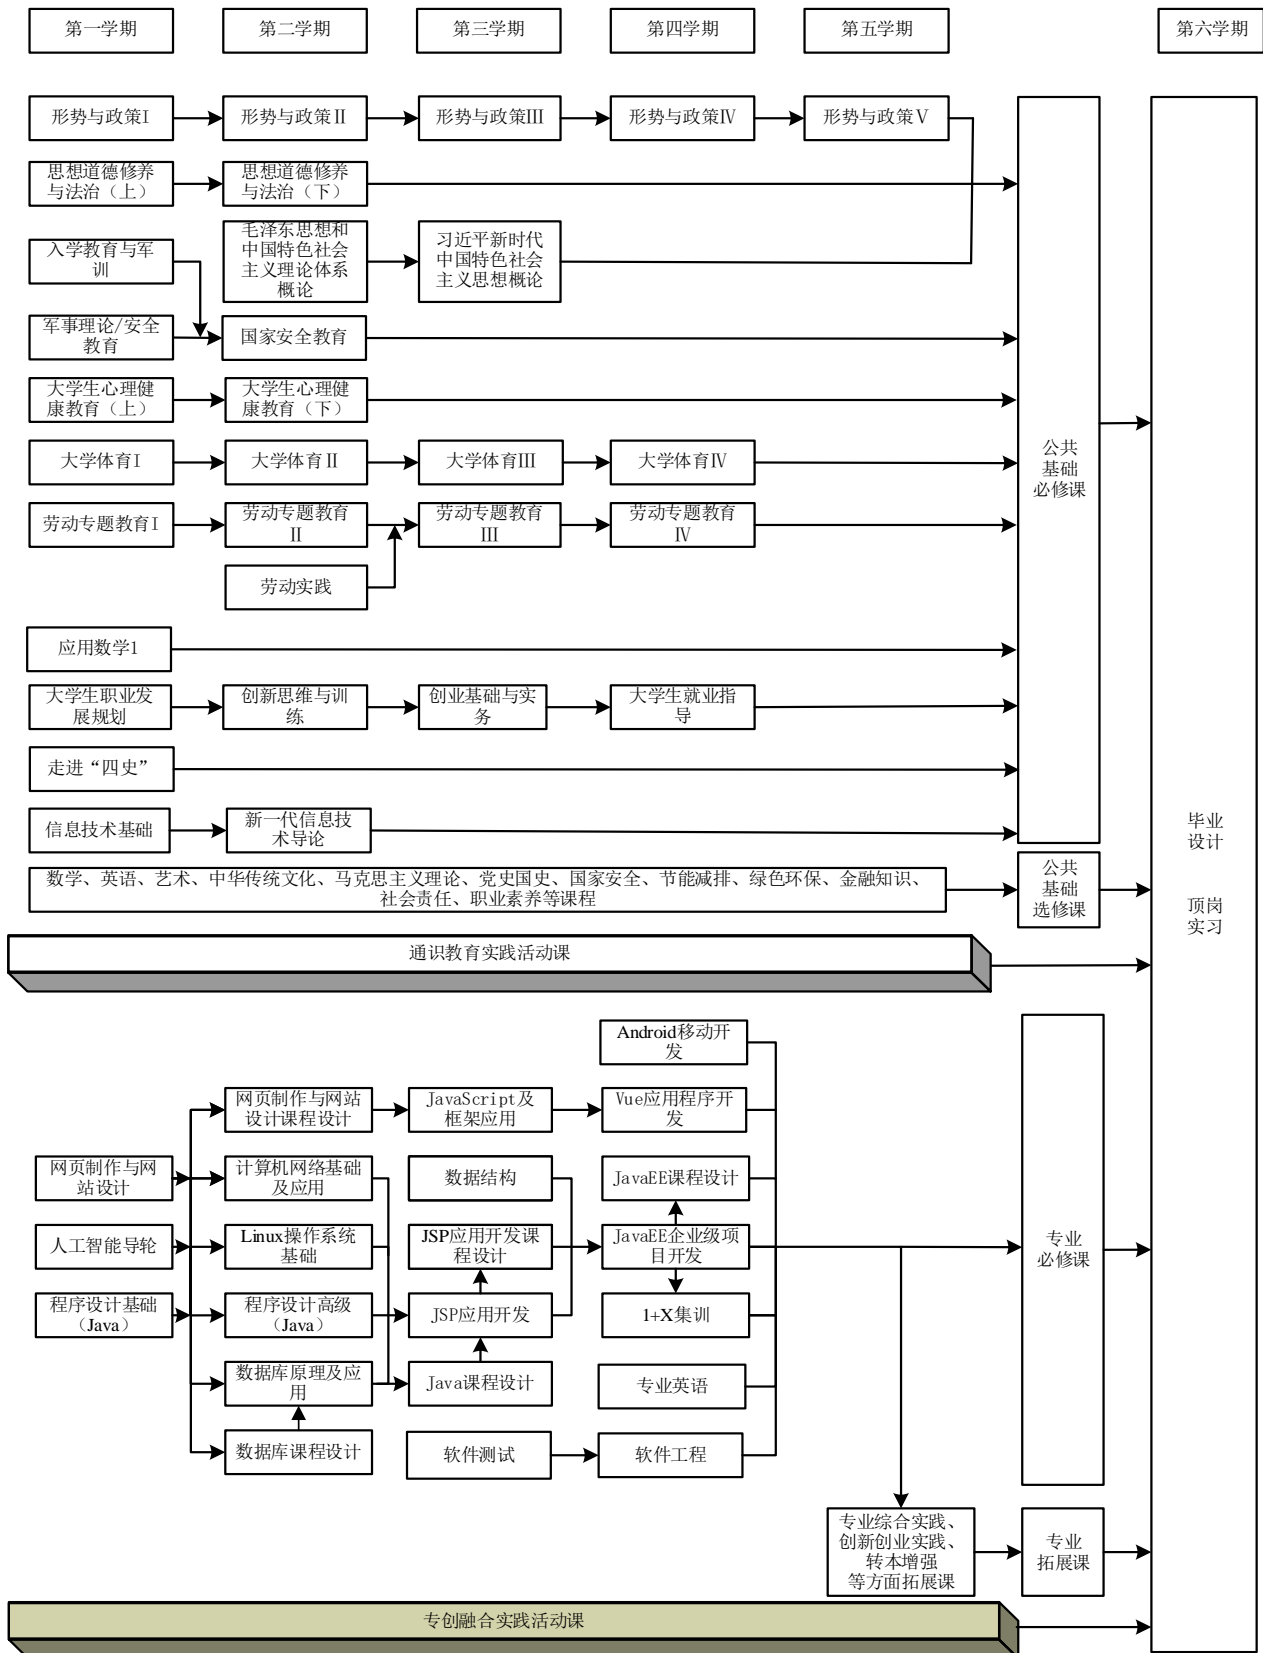 第一学期
第二学期
第三学期
第四学期
第五学期
第六学期
形势与政策I
形势与政策Ⅱ
形势与政策Ⅲ
形势与政策Ⅳ
形势与政策Ⅴ
思想道德修养
与法治（上）
思想道德修养
与法治（下）
入学教育与军
训
毛泽东思想和
中国特色社会
主义理论体系
概论
习近平新时代
中国特色社会
主义思想概论
军事理论/安全
教育
国家安全教育
大学生心理健
康教育（上）
大学生心理健
康教育（下）
大学体育I
大学体育Ⅱ
大学体育Ⅲ
大学体育Ⅳ
劳动专题教育I
劳动专题教育
Ⅱ
劳动专题教育
Ⅲ
劳动专题教育
Ⅳ
劳动实践
应用数学1
大学生职业发
展规划
创新思维与训
练
创业基础与实
务
大学生就业指
导
走进“四史”
信息技术基础
新一代信息技
术导论
公共
基础
必修课
数学、英语、艺术、中华传统文化、马克思主义理论、党史国史、国家安全、节能减排、绿色环保、金融知识、
社会责任、职业素养等课程
公共
基础
选修课
毕业
设计
顶岗
实习
通识教育实践活动课
Android移动开
发
网页制作与网站
设计课程设计
JavaScript及
框架应用
Vue应用程序开
发
网页制作与网
站设计
计算机网络基础
及应用
数据结构
JavaEE课程设计
人工智能导轮
Linux操作系统
基础
JSP应用开发课
程设计
JavaEE企业级项
目开发
专业
必修课
程序设计基础
（Java）
程序设计高级
（Java）
JSP应用开发
1+X集训
数据库原理及应
用
Java课程设计
专业英语
数据库课程设计
软件测试
软件工程
专业综合实践、
创新创业实践、
转本增强
等方面拓展课
专业
拓展课
专创融合实践活动课